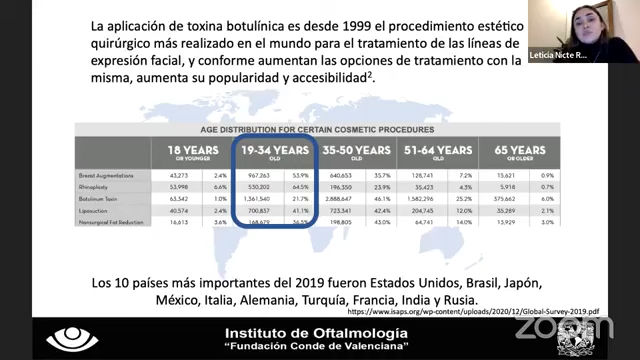 La aplicación de toxina botulínica es desde 1999 el procedimiento estético
quirúrgico más realizado en el mundo para el tratamiento de las líneas de
expresión facial, y conforme aumentan las opciones de tratamiento con la
misma, aumenta su popularidad y accesibilidad².
Leticia Nicte R...
AGE DISTRIBUTION FOR CERTAIN COSMETIC PROCEDURES
18 YEARS 19-34 YEARS 35-50 YEARS 51-64 YEARS 65 YEARS
OR YOUNGER OLD OLD OLD OR OLDER
Breast Augmentations 43,273 2.4% 967,263 53.9% 640,653 35.7% 128,741 7.2% 15,621 0.9%
Rhinoplasty 53,998 6.6% 530,202 64.5% 196,350 23.9% 35,423 4.3% 5,918 0.7%
Botulinum Toxin 63,342 1.0% 1,361,540 21.7% 2,888,647 46.1% 1,582,296 25.2% 375,662 6.0%
Liposuction 40,574 2.4% 700,837 41.1% 723,341 42.4% 204,745 12.0% 35,289 2.1%
Nonsurgical Fat Reduction 16,613 3.6% 168,679 36.5% 198,805 43.0% 64,741 14.0% 13,929 3.0%
Los 10 países más importantes del 2019 fueron Estados Unidos, Brasil, Japón,
México, Italia, Alemania, Turquía, Francia, India y Rusia.
https://www.isaps.org/wp-content/uploads/2020/12/Global-Survey-2019.pdf
Instituto de Oftalmología
“Fundación Conde de Valenciana”
zoom